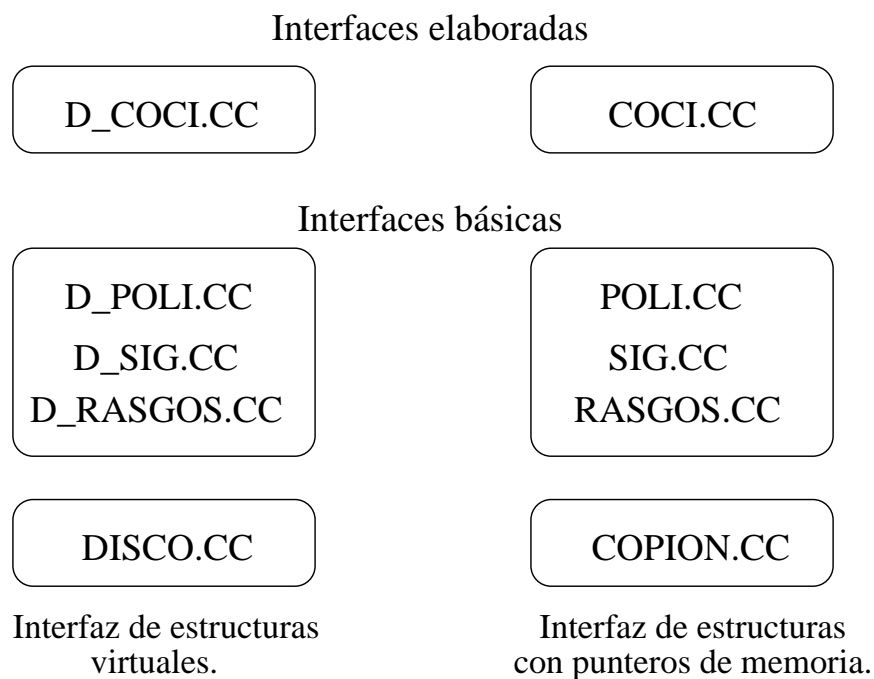 Interfaces elaboradas
D_COCI.CC
COCI.CC
Interfaces básicas
D_POLI.CC
D_SIG.CC
D_RASGOS.CC
POLI.CC
SIG.CC
RASGOS.CC
DISCO.CC
COPION.CC
Interfaz de estructuras
virtuales.
Interfaz de estructuras
con punteros de memoria.